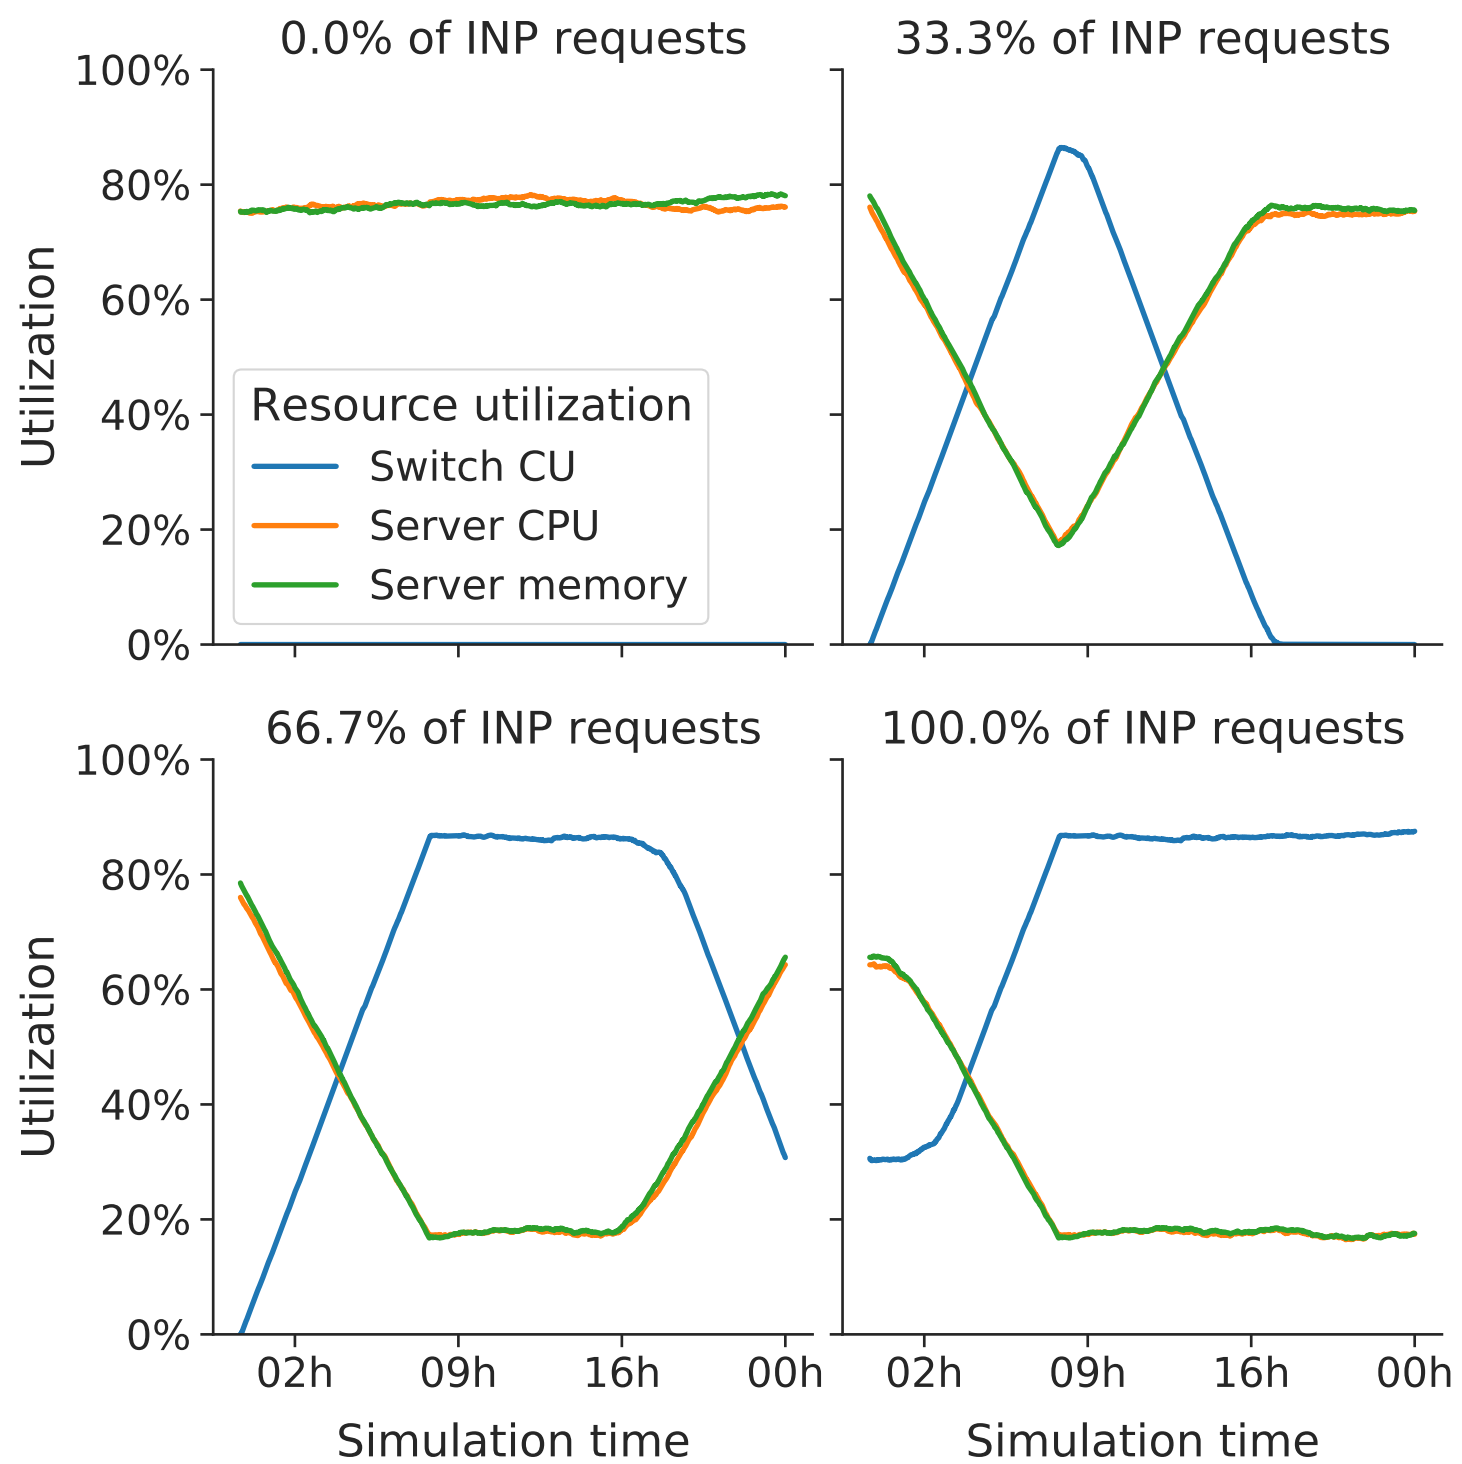 0.0% of INP requests
33.3% of INP requests
100%
80%
60%
40%
20%
0%
Utilization
Resource utilization
Switch CU
Server CPU
Server memory
66.7% of INP requests
100.0% of INP requests
100%
80%
60%
40%
20%
0%
Utilization
02h 09h 16h 00h
02h 09h 16h 00h
Simulation time
Simulation time